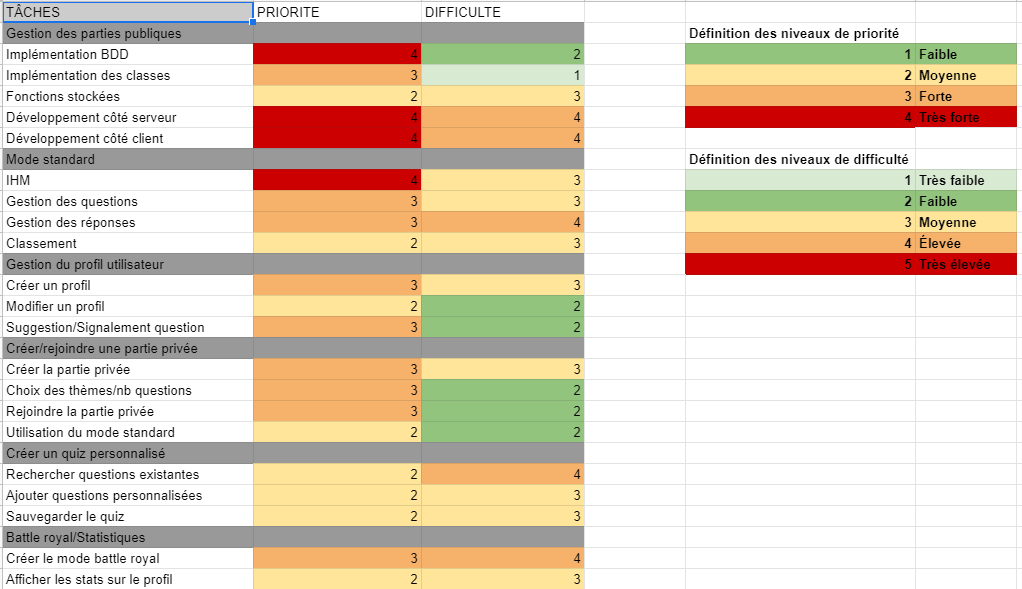 TÂCHES PRIORITE DIFFICULTE
Gestion des parties publiques
Implémentation BDD 4 2
Implémentation des classes 3 1
Fonctions stockées 2 3
Développement côté serveur 4 4
Développement côté client 4 4
Mode standard
IHM 4 3
Gestion des questions 3 3
Gestion des réponses 3 4
Classement 2 3
Gestion du profil utilisateur
Créer un profil 3 3
Modifier un profil 2 2
Suggestion/Signalement question 3 2
Créer/rejoindre une partie privée
Créer la partie privée 3 3
Choix des thèmes/nb questions 3 2
Rejoindre la partie privée 3 2
Utilisation du mode standard 2 2
Créer un quiz personnalisé
Rechercher questions existantes 2 4
Ajouter questions personnalisées 2 3
Sauvegarder le quiz 2 3
Battle royal/Statistiques
Créer le mode battle royal 3 4
Afficher les stats sur le profil 2 3
Définition des niveaux de priorité
1 Faible
2 Moyenne
3 Forte
4 Très forte
Définition des niveaux de difficulté
1 Très faible
2 Faible
3 Moyenne
4 Élevée
5 Très élevée